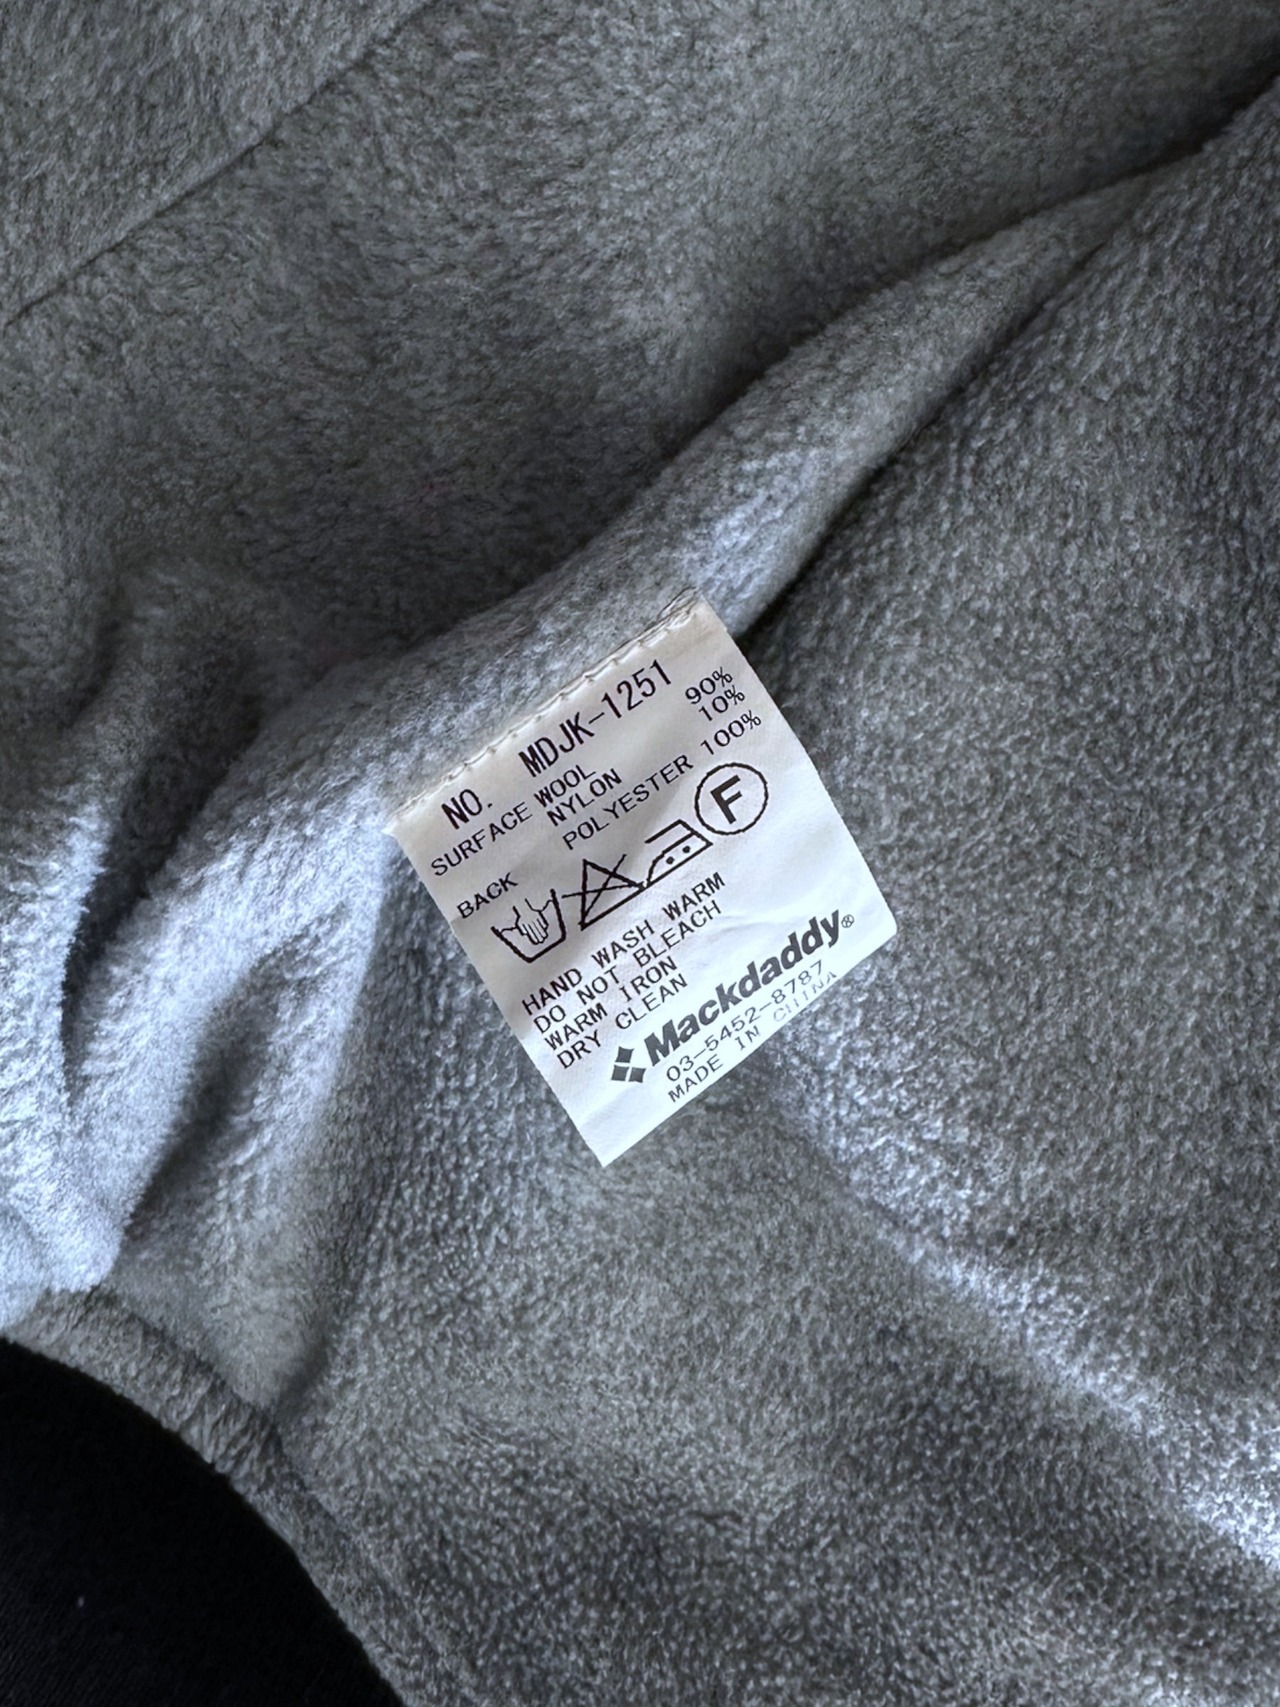 NO. MDJK-1251
SURFACE WOOL 90%
NYLON 10%
BACK POLYESTER 100%
F
HAND WASH WARM
DO NOT BLEACH
WARM IRON
DRY CLEAN
Mackdaddy®
03-5452-8787
MADE IN CHINA